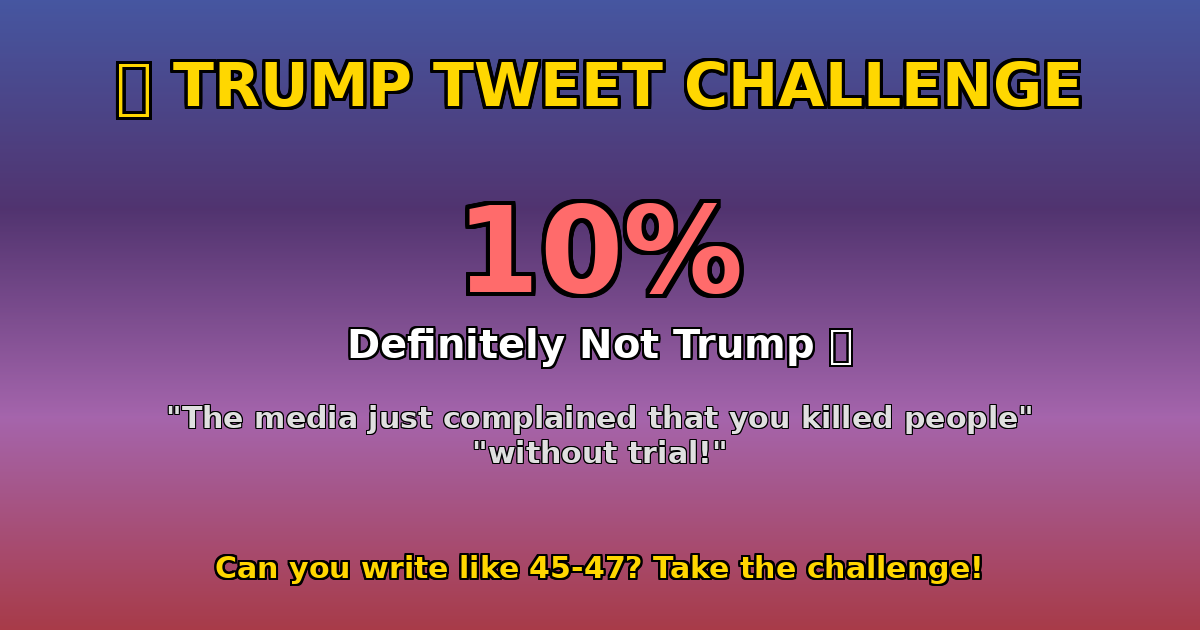 TRUMP TWEET CHALLENGE
10%
Definitely Not Trump
"The media just complained that you killed people"
"without trial!"
Can you write like 45-47? Take the challenge!